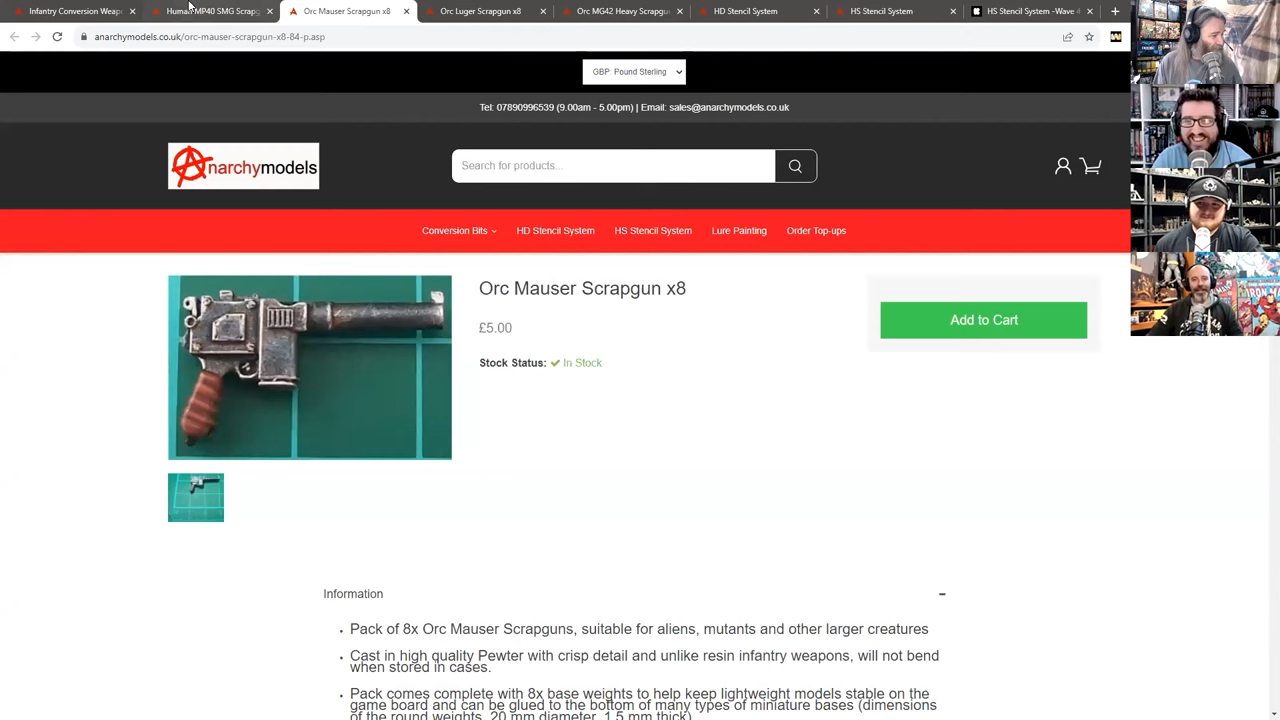 Infantry Conversion Weap
Human MP40 SMG Scrapg
Orc Mauser Scrapgun x8
Orc Luger Scrapgun x8
Orc MG42 Heavy Scrapgun
HD Stencil System
HS Stencil System
HS Stencil System -Wave 4
anarchymodels.co.uk/orc-mauser-scrapgun-x8-84-p.asp
GBP: Pound Sterling
Tel: 07890996539 (9.00am - 5.00pm) | Email: sales@anarchymodels.co.uk
Anarchymodels
Search for products...
Conversion Bits
HD Stencil System
HS Stencil System
Lure Painting
Order Top-ups
Orc Mauser Scrapgun x8
£5.00
Stock Status: In Stock
Add to Cart
Information
Pack of 8x Orc Mauser Scrapguns, suitable for aliens, mutants and other larger creatures
Cast in high quality Pewter with crisp detail and unlike resin infantry weapons, will not bend
when stored in cases.
Pack comes complete with 8x base weights to help keep lightweight models stable on the
game board and can be glued to the bottom of many types of miniature bases (dimensions
of the round weights, 20 mm diameter, 1.5 mm thick)
IRON M